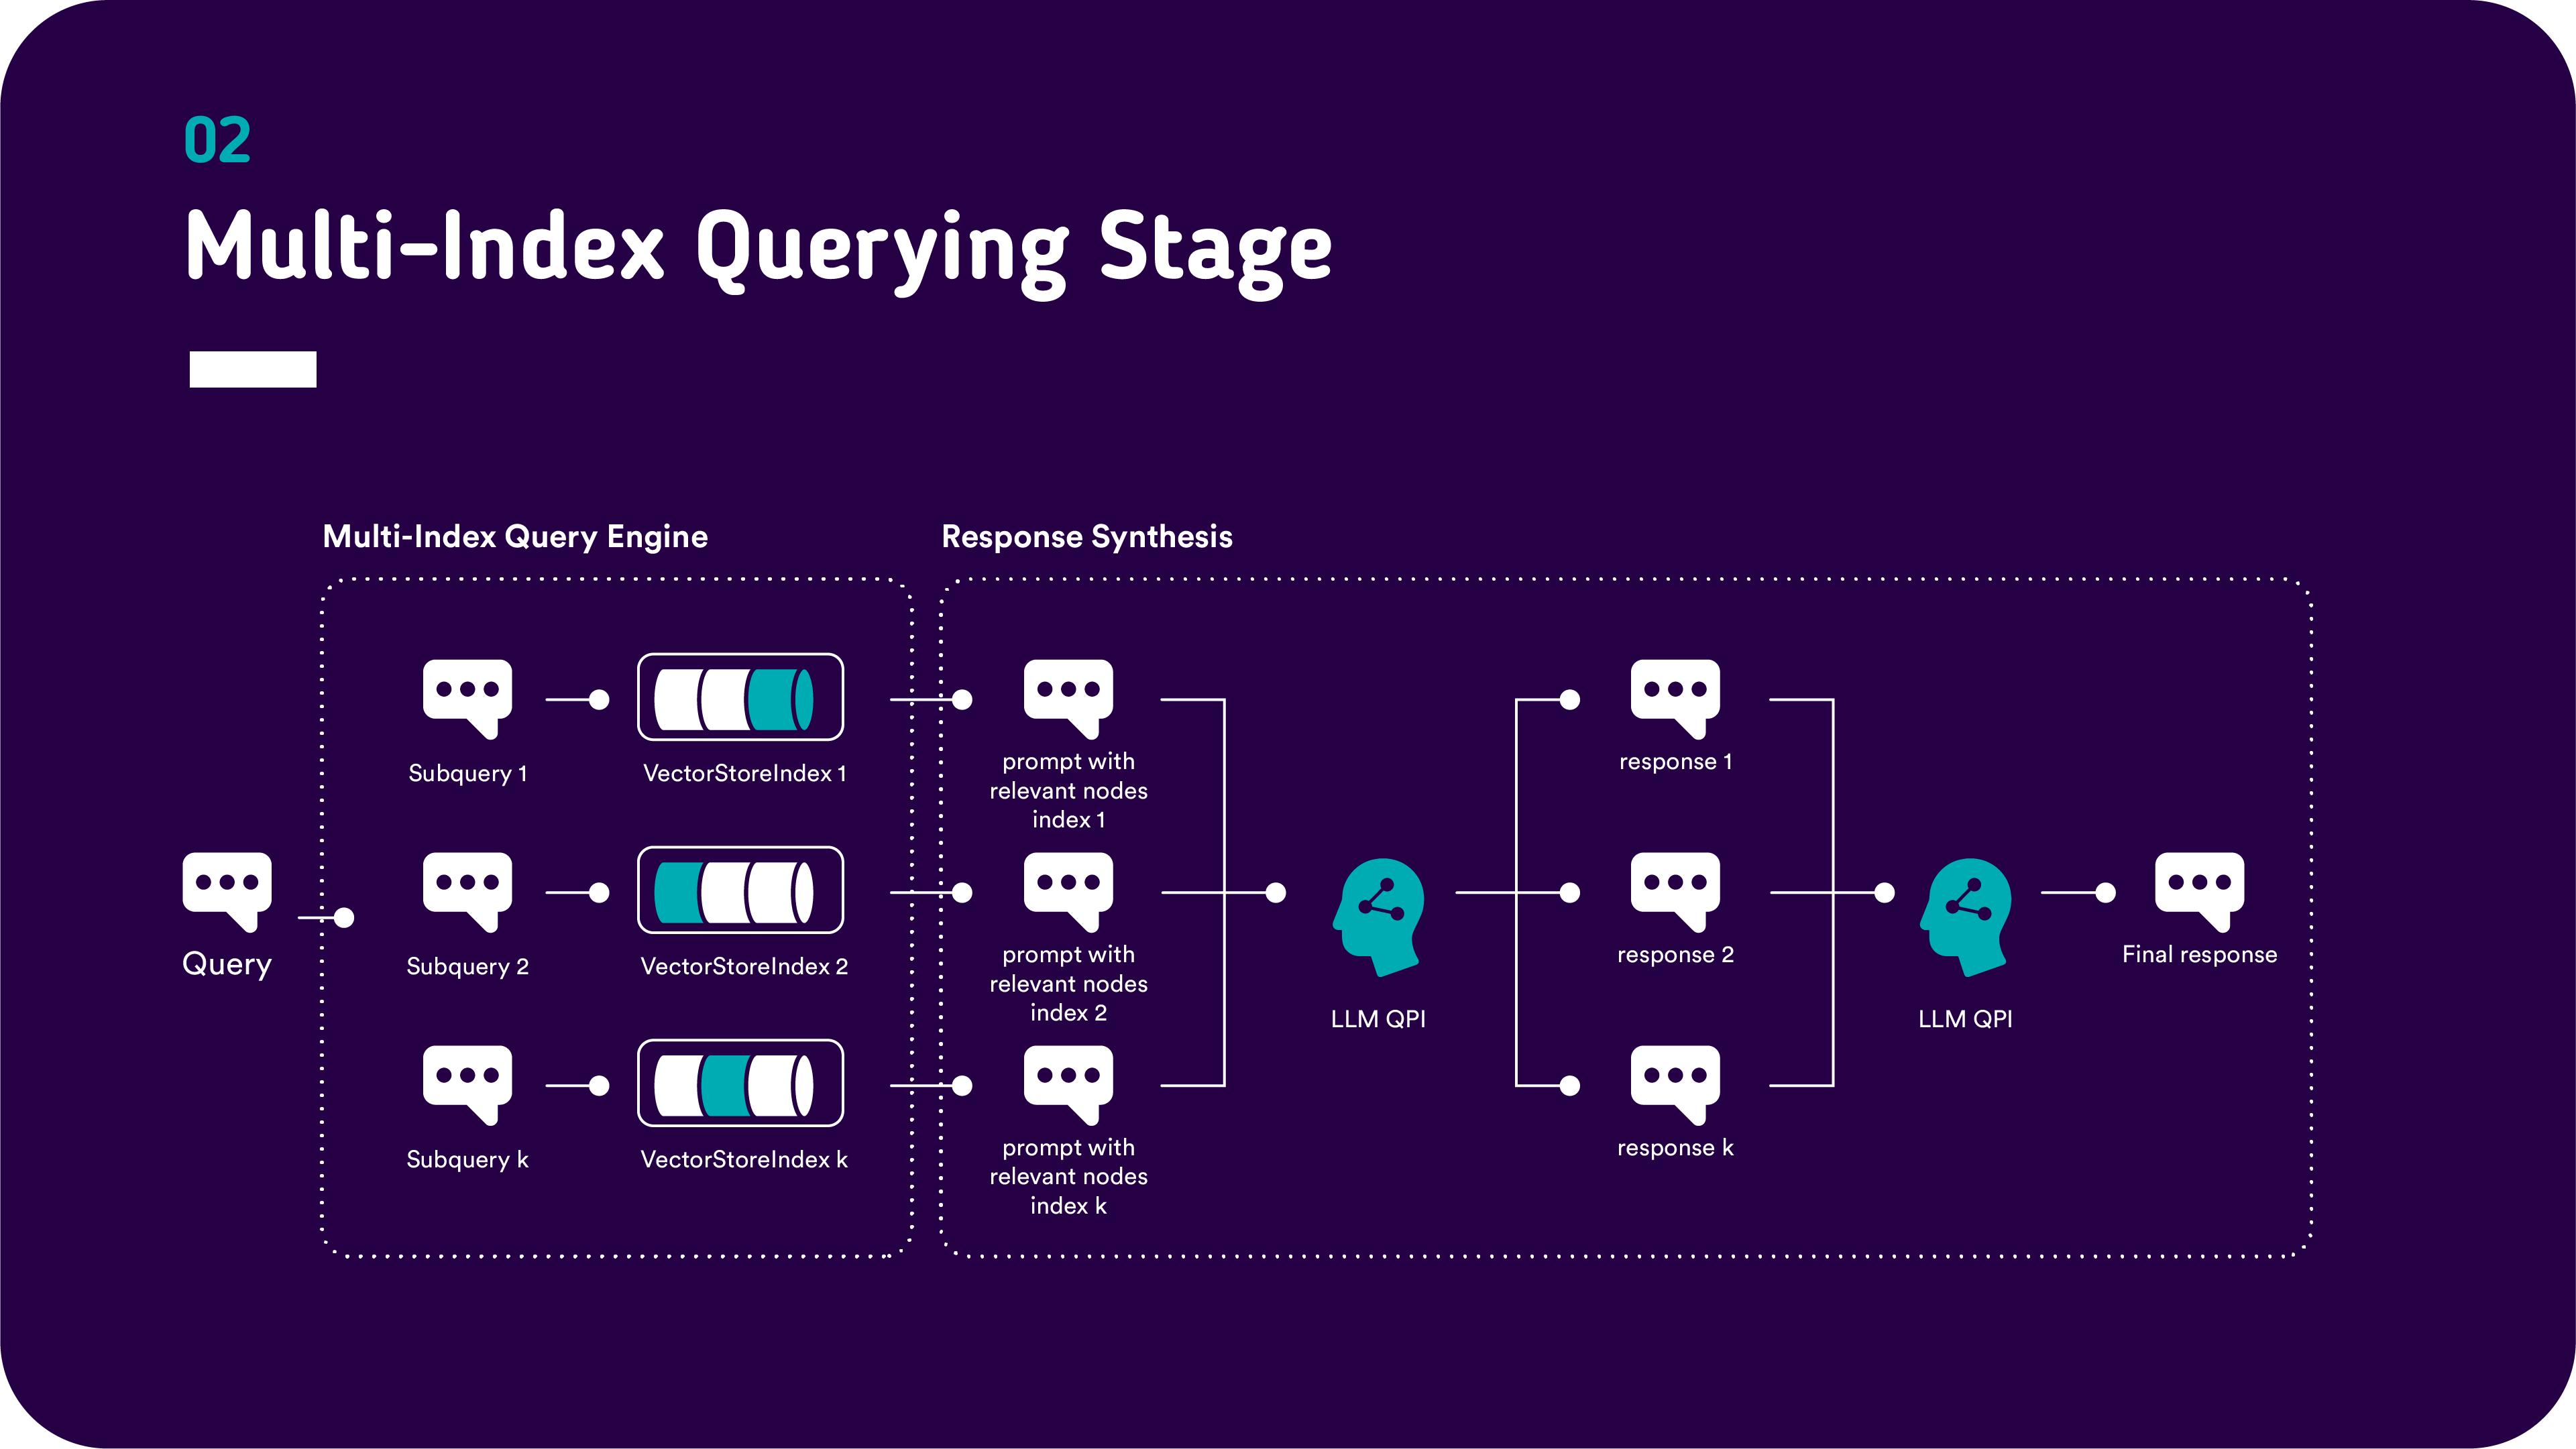 02
Multi-Index Querying Stage
Multi-Index Query Engine
Response Synthesis
Query
Subquery 1
VectorStoreIndex 1
Subquery 2
VectorStoreIndex 2
Subquery k
VectorStoreIndex k
prompt with
relevant nodes
index 1
prompt with
relevant nodes
index 2
prompt with
relevant nodes
index k
LLM QPI
response 1
response 2
response k
LLM QPI
Final response